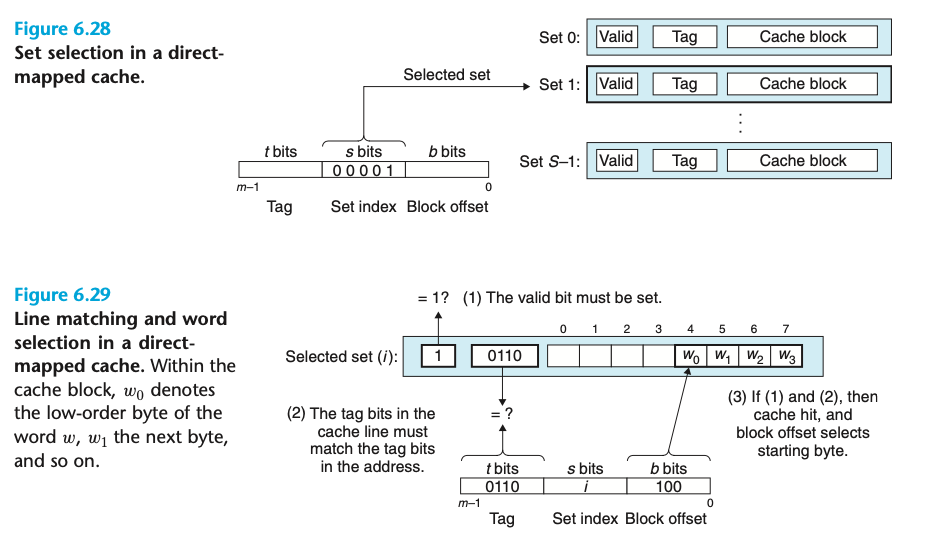 Figure 6.28
Set selection in a direct-
mapped cache.
Set 0: Valid Tag Cache block
Selected set
Set 1: Valid Tag Cache block
⋮
Set S–1: Valid Tag Cache block
t bits s bits b bits
0 0 0 0 1
m–1 0
Tag Set index Block offset
Figure 6.29
Line matching and word
selection in a direct-
mapped cache. Within the
cache block, w0 denotes
the low-order byte of the
word w, w1 the next byte,
and so on.
= 1? (1) The valid bit must be set.
0 1 2 3 4 5 6 7
Selected set (i): 1 0110 w0 w1 w2 w3
(2) The tag bits in the
cache line must
match the tag bits
in the address.
= ?
(3) If (1) and (2), then
cache hit, and
block offset selects
starting byte.
t bits s bits b bits
0110 i 100
m–1 0
Tag Set index Block offset